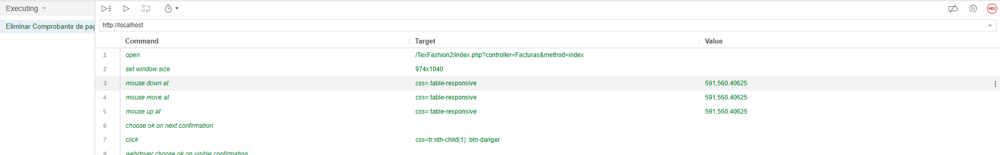 Executing
REC
Eliminar Comprobante de pag
http://localhost
Command Target Value
1 open /TexFashion2/index.php?controller=Facturas&method=index
2 set window size 974x1040
3 mouse down at css=.table-responsive 591,560.40625
4 mouse move at css=.table-responsive 591,560.40625
5 mouse up at css=.table-responsive 591,560.40625
6 choose ok on next confirmation
7 click css=tr:nth-child(1) .btn-danger
8 webdriver choose ok on visible confirmation